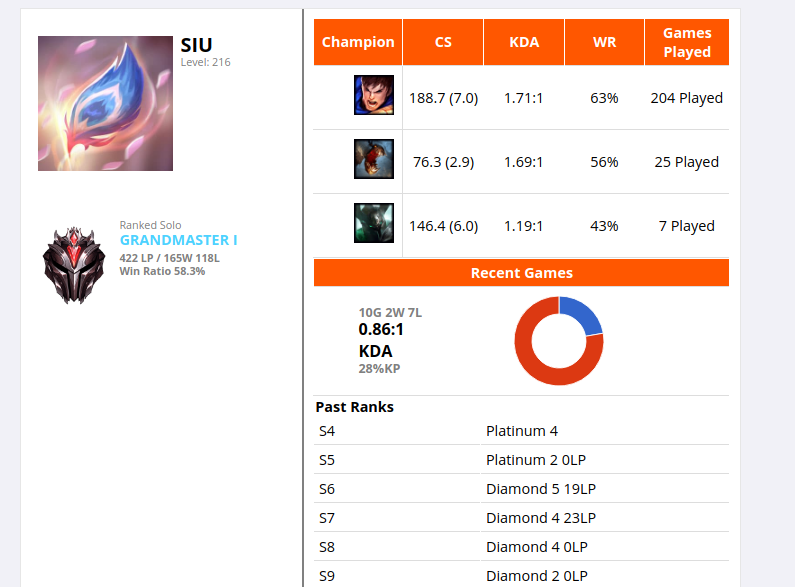 SIU
Level: 216
Ranked Solo
GRANDMASTER I
422 LP / 165W 118L
Win Ratio 58.3%
Champion CS KDA WR Games Played
188.7 (7.0) 1.71:1 63% 204 Played
76.3 (2.9) 1.69:1 56% 25 Played
146.4 (6.0) 1.19:1 43% 7 Played
Recent Games
10G 2W 7L
0.86:1
KDA
28%KP
Past Ranks
S4 Platinum 4
S5 Platinum 2 0LP
S6 Diamond 5 19LP
S7 Diamond 4 23LP
S8 Diamond 4 0LP
S9 Diamond 2 0LP